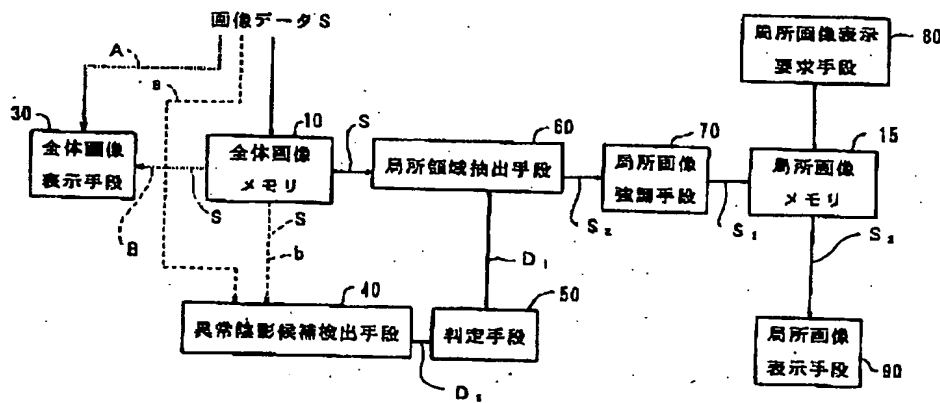 画像データS
A
a
30
全体画像
表示手段
10
全体画像
メモリ
S
60
局所領域抽出手段
70
局所画像
強調手段
80
局所画像表示
要求手段
15
局所画像
メモリ
B
S
S
b
S₂
S₃
S₃
D₁
40
異常陰影候補検出手段
50
判定手段
D₁
局所画像
表示手段
90